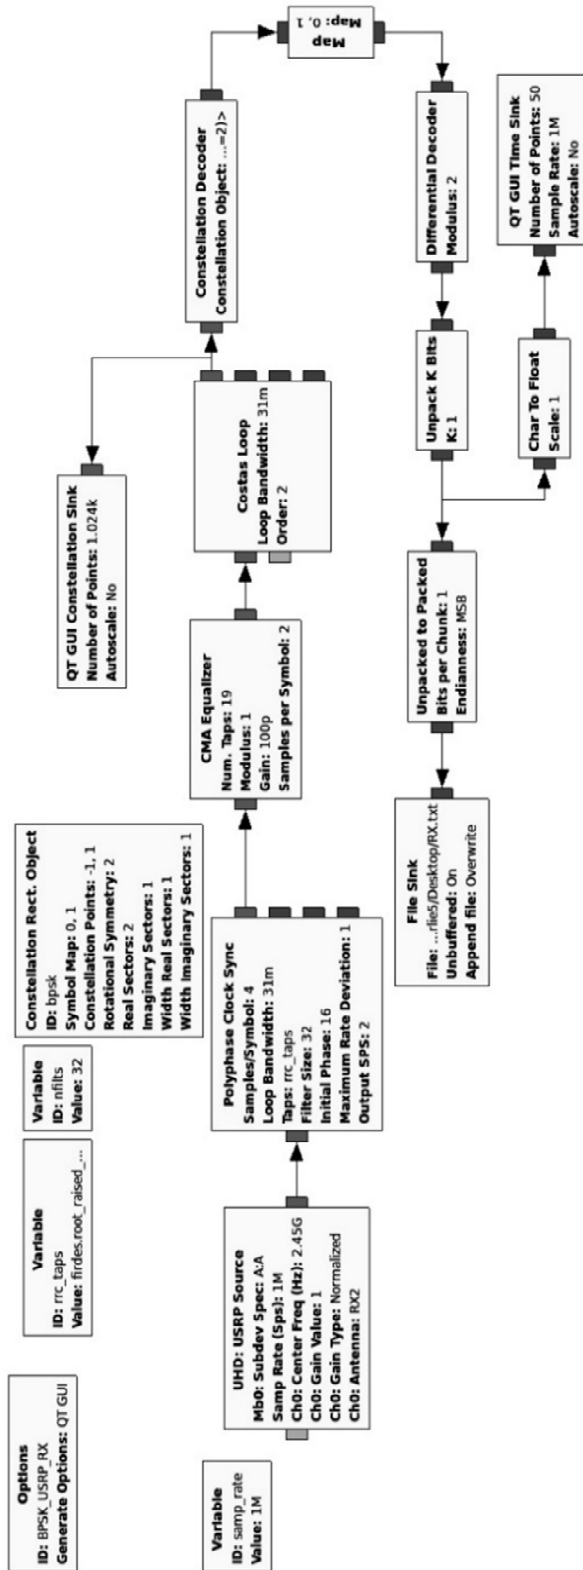 Options
ID: BPSK_USRP_RX
Generate Options: QT GUI
Variable
ID: rrc_taps
Value: firdes.root_raised_...
Variable
ID: nfilts
Value: 32
Constellation Rect. Object
ID: bpsk
Symbol Map: 0, 1
Constellation Points: -1, 1
Rotational Symmetry: 2
Real Sectors: 2
Imaginary Sectors: 1
Width Real Sectors: 1
Width Imaginary Sectors: 1
QT GUI Constellation Sink
Number of Points: 1.024k
Autoscale: No
Variable
ID: samp_rate
Value: 1M
UHD: USRP Source
Mb0: Subdev Spec: A:A
Samp Rate (Sps): 1M
Ch0: Center Freq (Hz): 2.45G
Ch0: Gain Value: 1
Ch0: Gain Type: Normalized
Ch0: Antenna: RX2
Polyphase Clock Sync
Samples/Symbol: 4
Loop Bandwidth: 31m
Taps: rrc_taps
Filter Size: 32
Initial Phase: 16
Maximum Rate Deviation: 1
Output SPS: 2
CMA Equalizer
Num. Taps: 19
Modulus: 1
Gain: 100p
Samples per Symbol: 2
Costas Loop
Loop Bandwidth: 31m
Order: 2
Constellation Decoder
Constellation Object: ...=2)>
Map
Map: 0, 1
File Sink
File: ...rlie5/Desktop/RX.txt
Unbuffered: On
Append file: Overwrite
Unpacked to Packed
Bits per Chunk: 1
Endianness: MSB
Unpack K Bits
K: 1
Differential Decoder
Modulus: 2
Char To Float
Scale: 1
QT GUI Time Sink
Number of Points: 50
Sample Rate: 1M
Autoscale: No